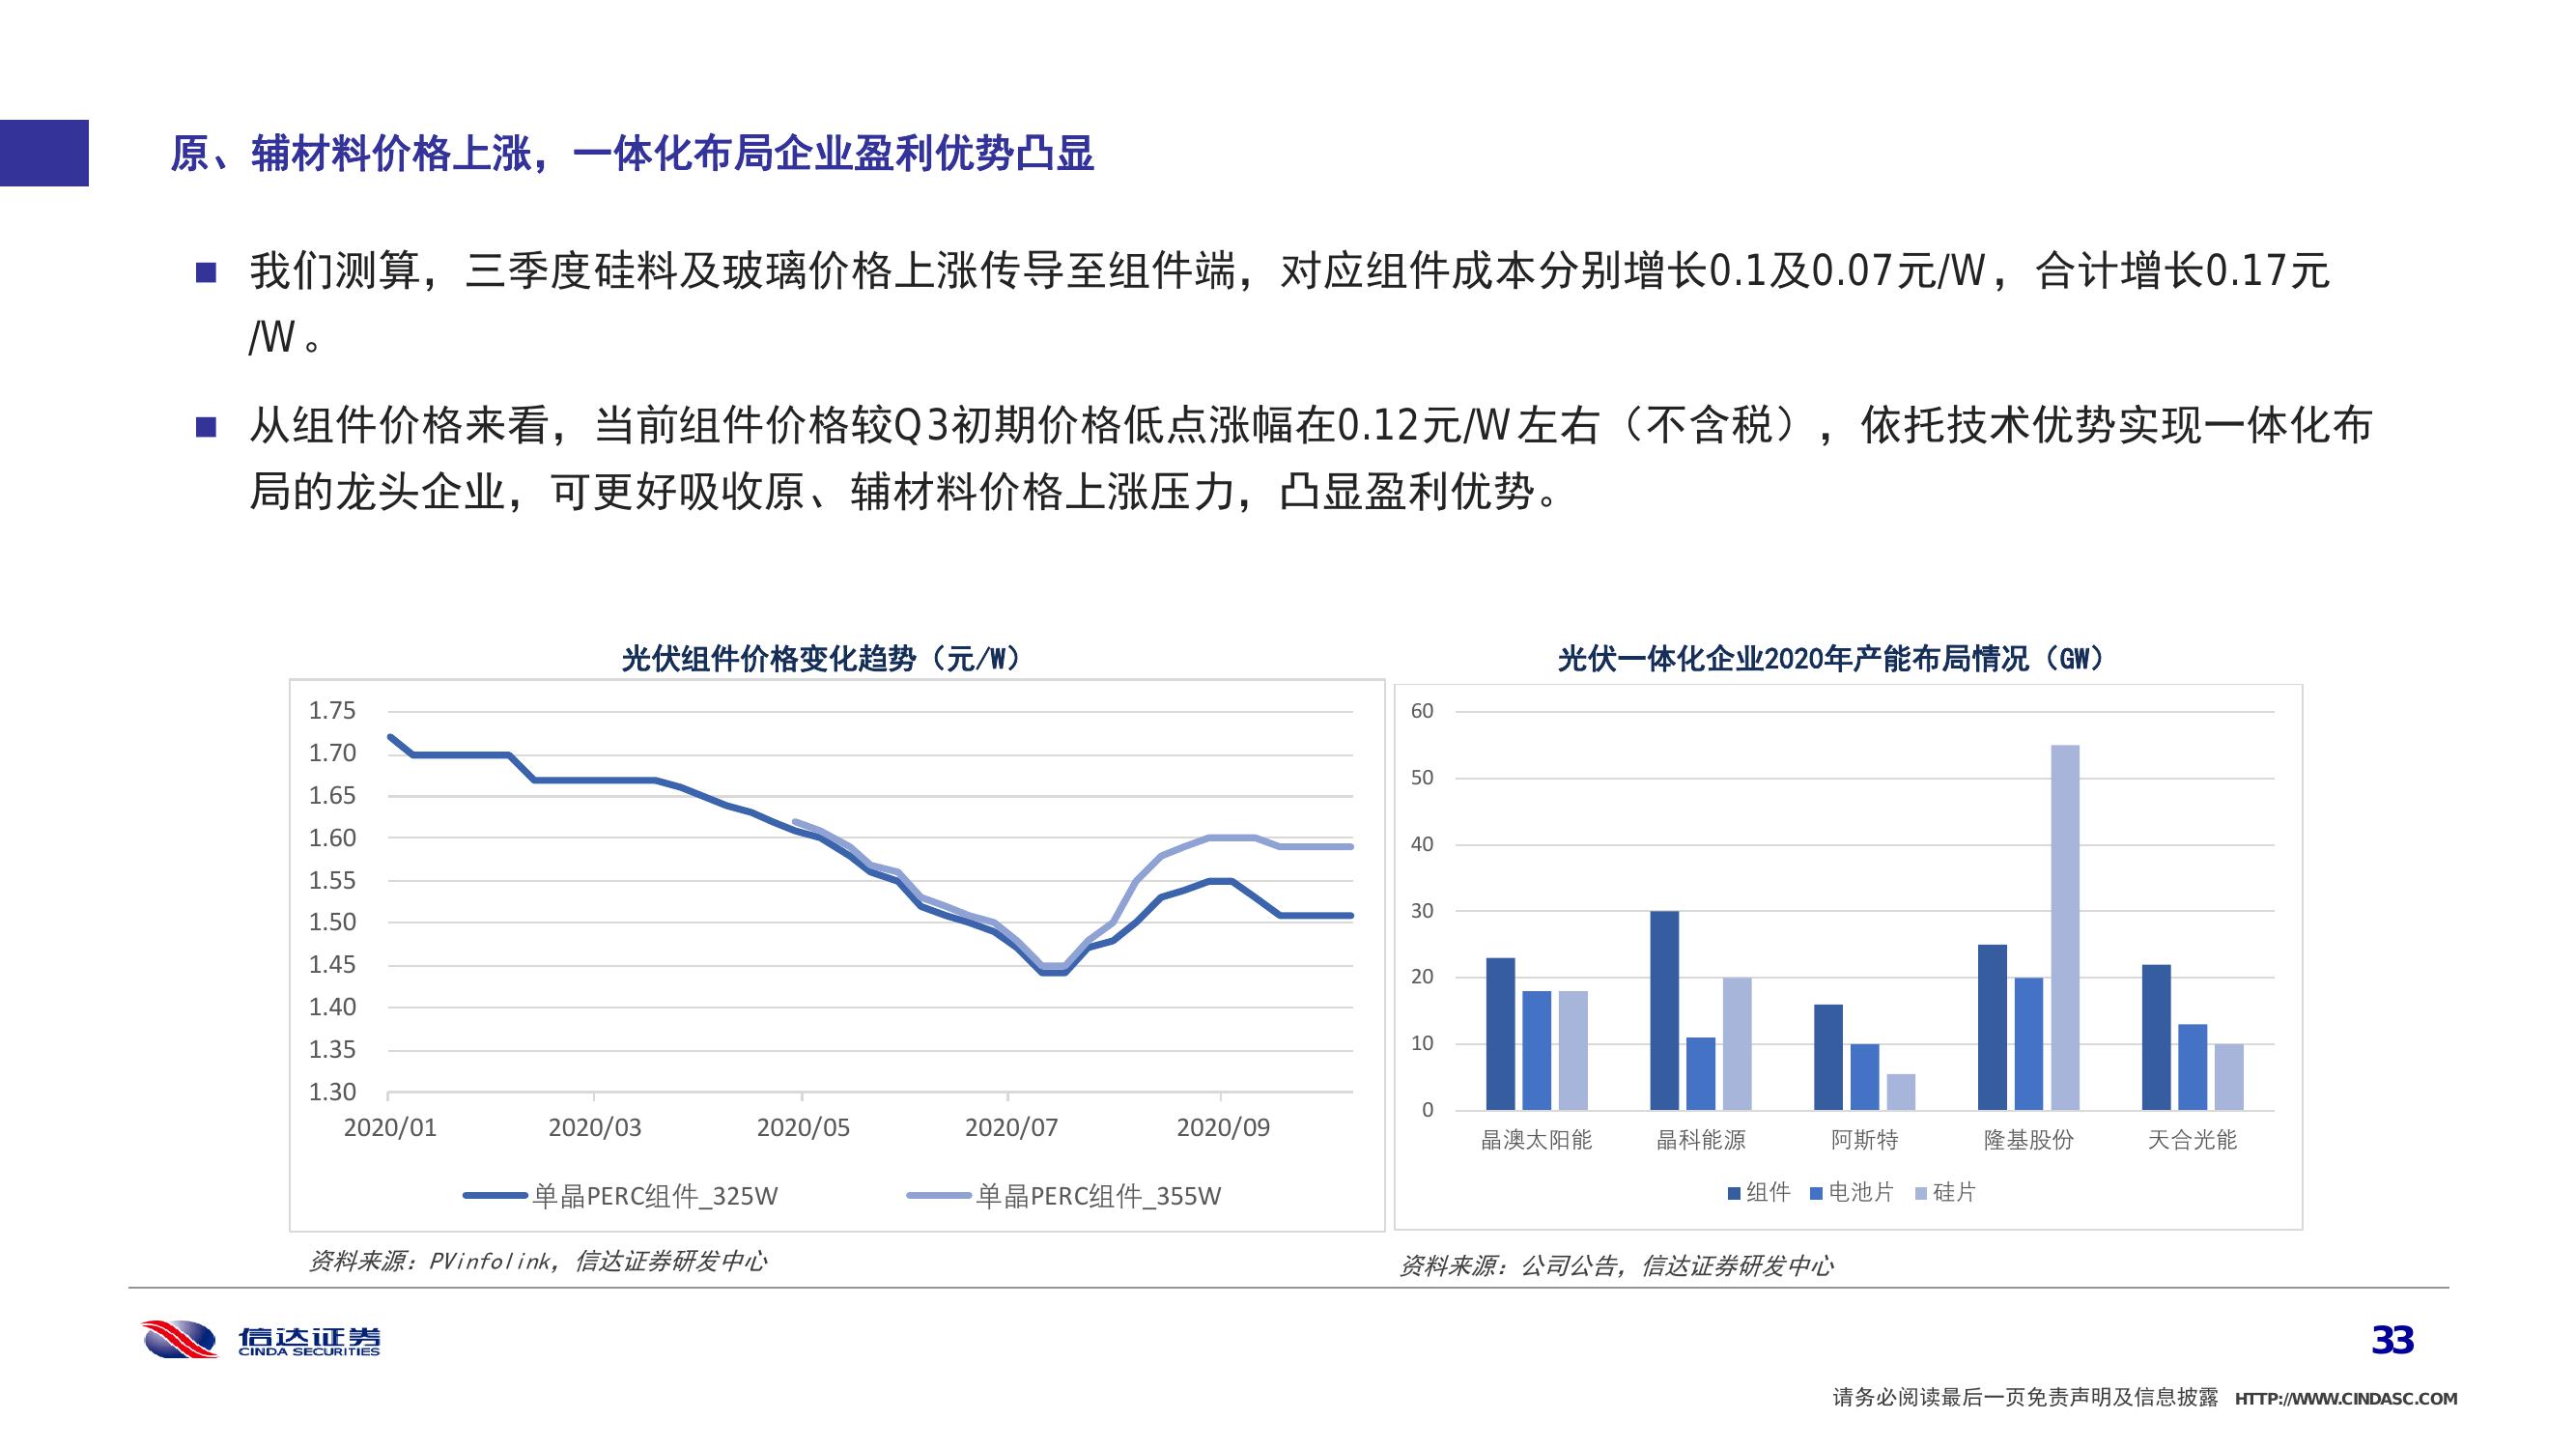 原、辅材料价格上涨，一体化布局企业盈利优势凸显
■ 我们测算，三季度硅料及玻璃价格上涨传导至组件端，对应组件成本分别增长0.1及0.07元/W，合计增长0.17元
/W。
■ 从组件价格来看，当前组件价格较Q3初期价格低点涨幅在0.12元/W左右（不含税），依托技术优势实现一体化布
局的龙头企业，可更好吸收原、辅材料价格上涨压力，凸显盈利优势。
光伏组件价格变化趋势（元/W）
1.75
1.70
1.65
1.60
1.55
1.50
1.45
1.40
1.35
1.30
2020/01 2020/03 2020/05 2020/07 2020/09
单晶PERC组件_325W 单晶PERC组件_355W
资料来源：PVinfolink，信达证券研发中心
光伏一体化企业2020年产能布局情况（GW）
60
50
40
30
20
10
0
晶澳太阳能 晶科能源 阿斯特 隆基股份 天合光能
组件 电池片 硅片
资料来源：公司公告，信达证券研发中心
信达证券
CINDA SECURITIES
33
请务必阅读最后一页免责声明及信息披露 HTTP://WWW.CINDASC.COM